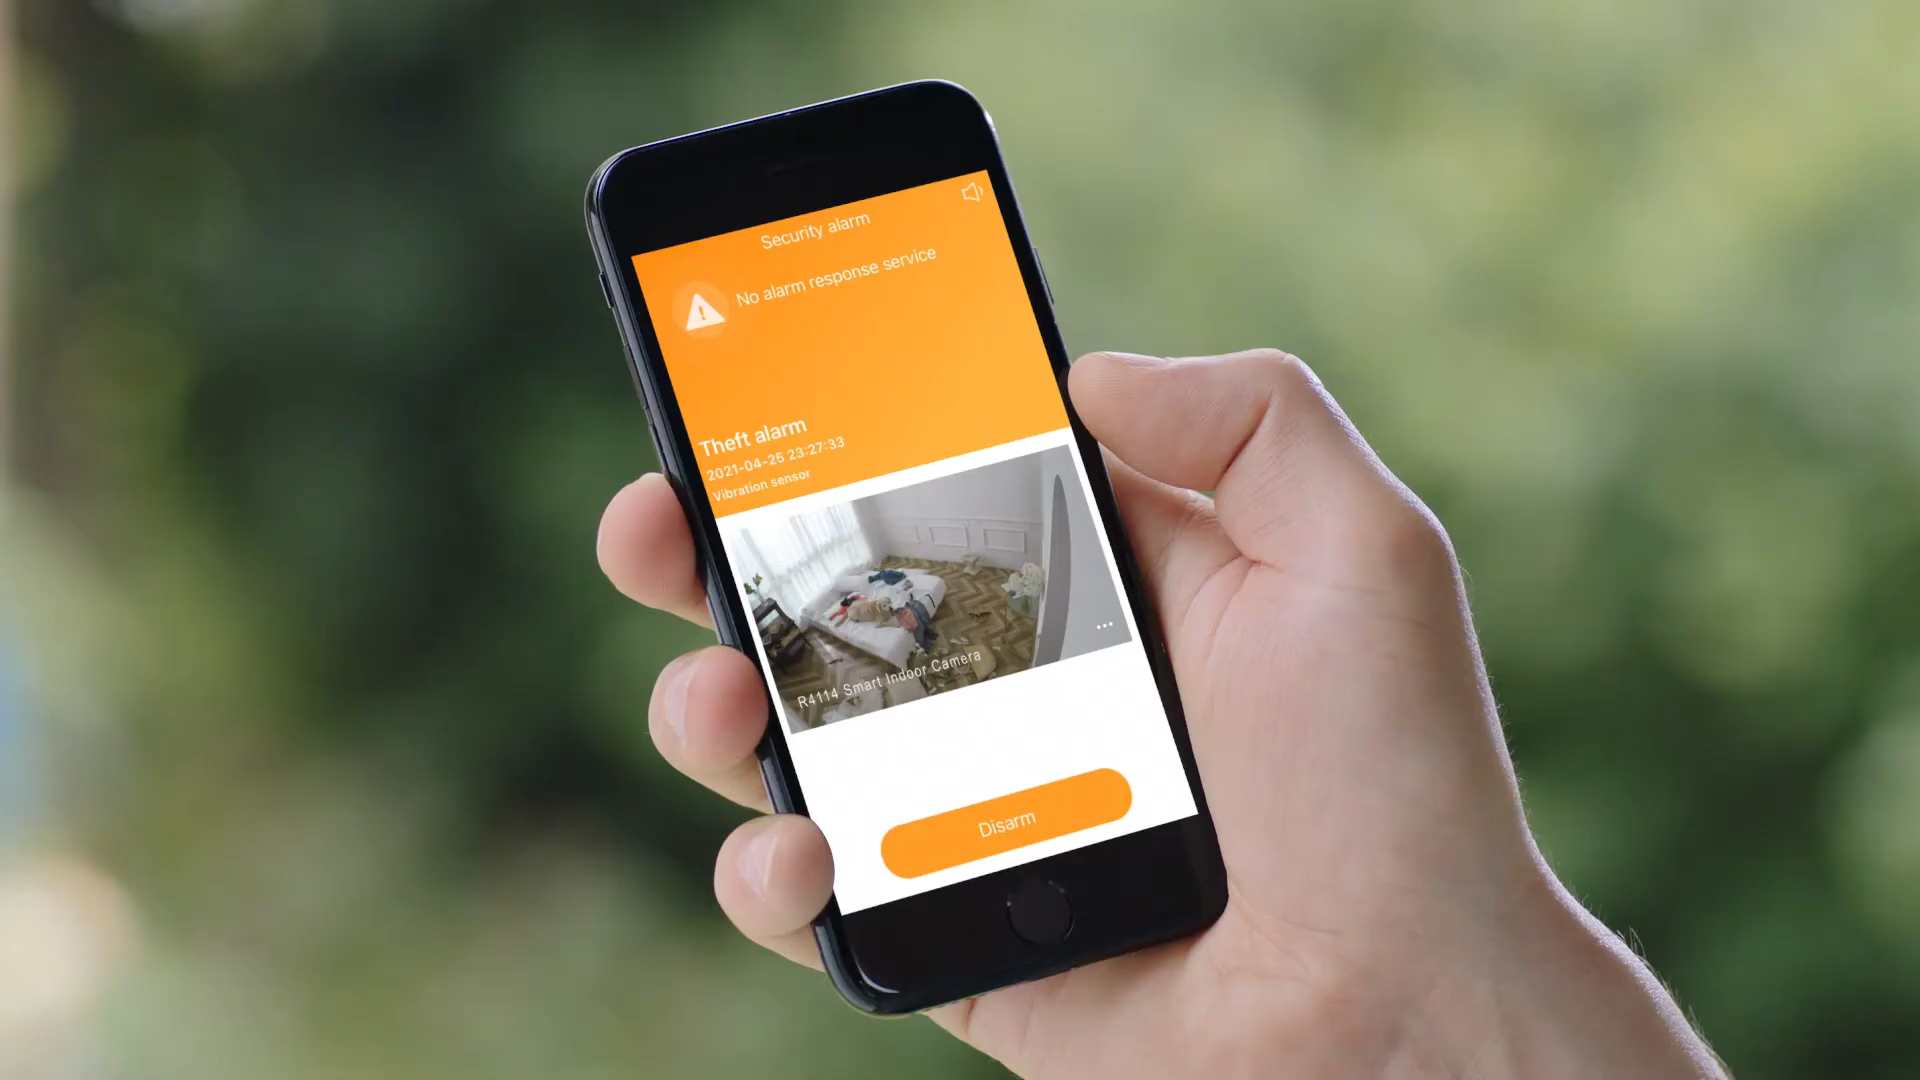 Security alarm
No alarm response service
Theft alarm
2021-04-25 23:27:33
Vibration sensor
R4114 Smart Indoor Camera
Disarm